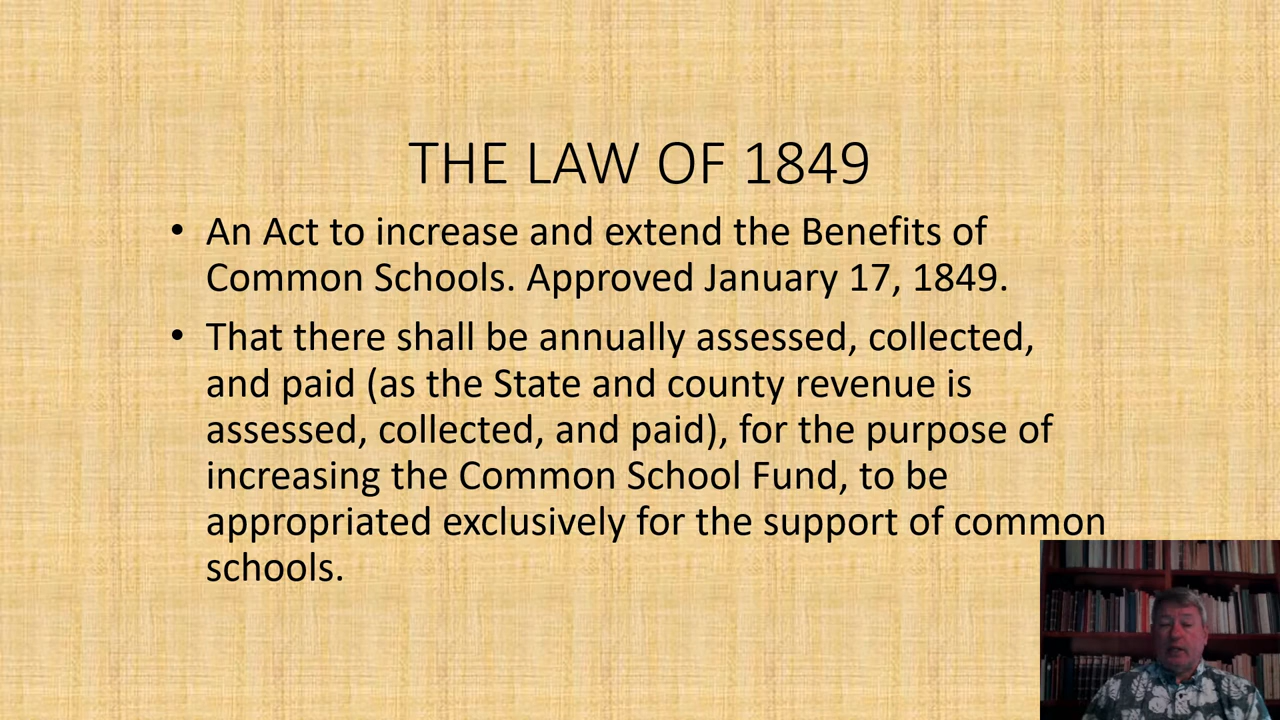 THE LAW OF 1849
• An Act to increase and extend the Benefits of
Common Schools. Approved January 17, 1849.
• That there shall be annually assessed, collected,
and paid (as the State and county revenue is
assessed, collected, and paid), for the purpose of
increasing the Common School Fund, to be
appropriated exclusively for the support of common
schools.